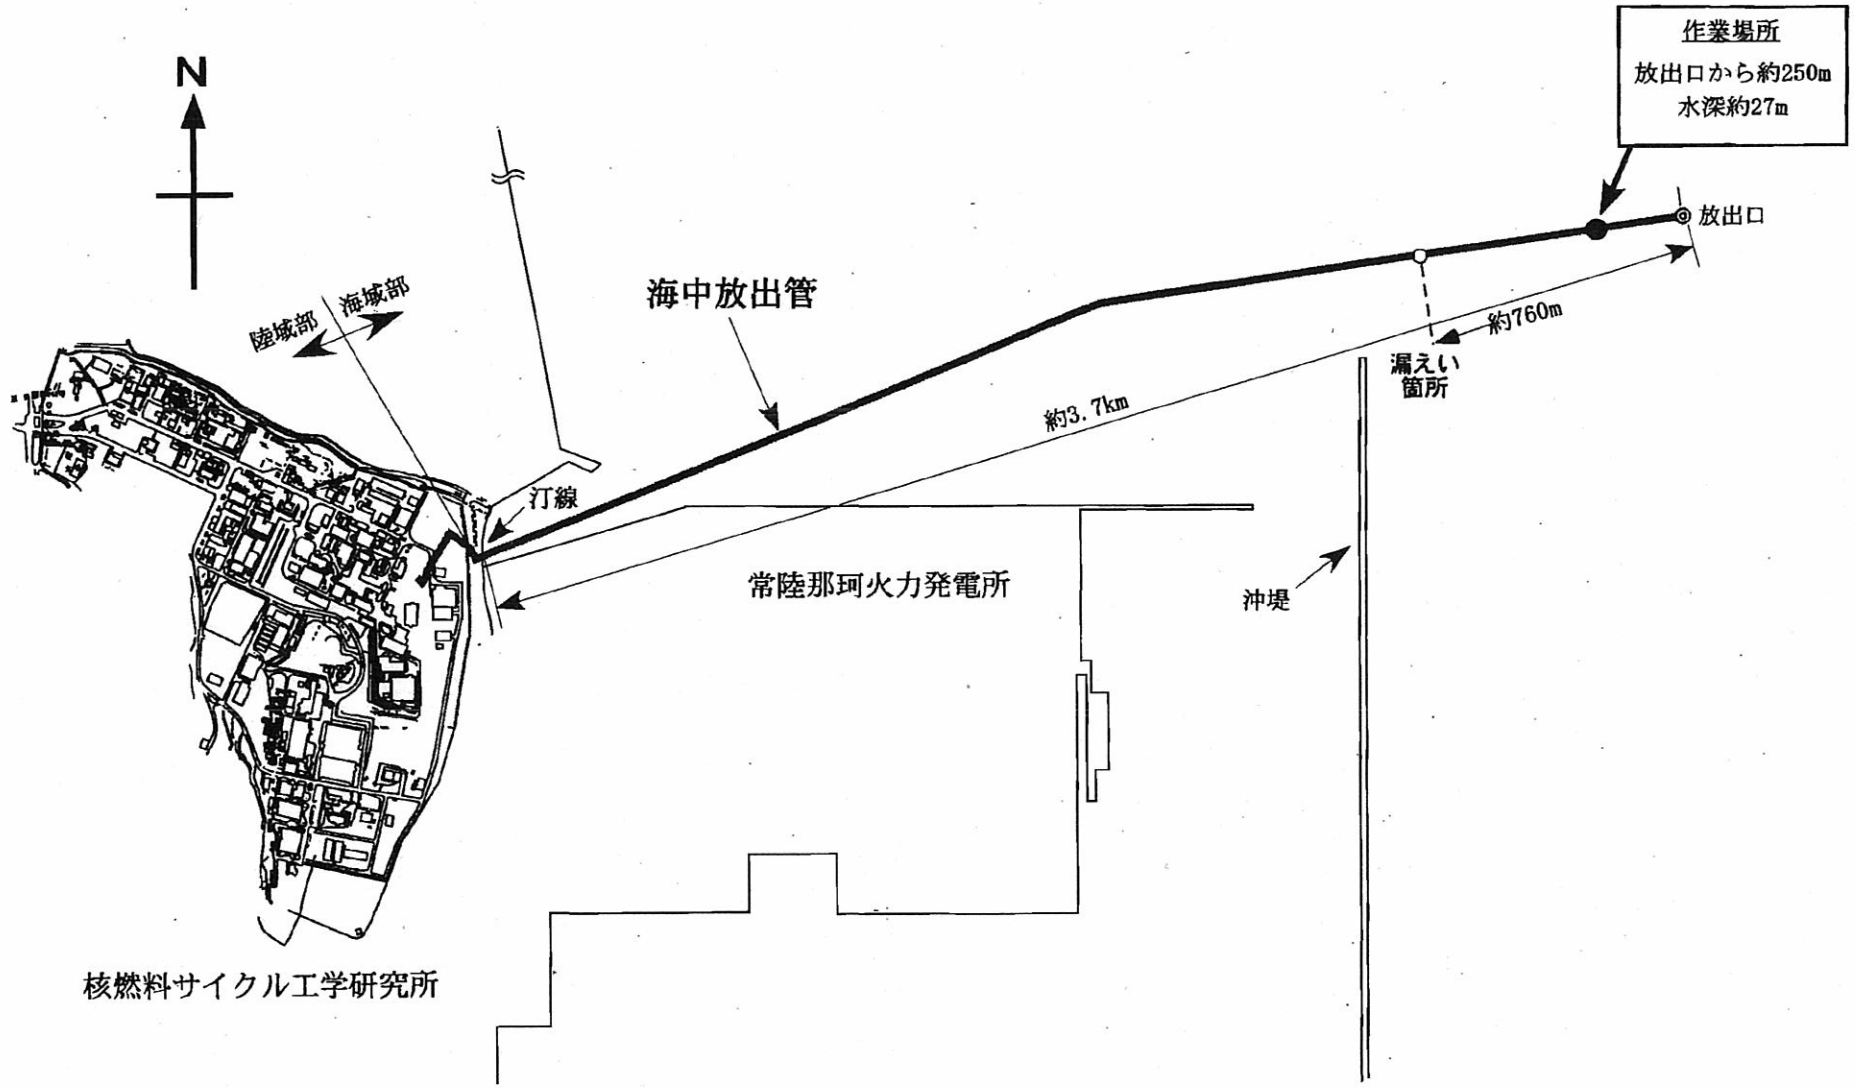 作業場所
放出口から約250m
水深約27m
N
放出口
海域部
陸域部
海中放出管
約760m
漏えい
箇所
約3.7km
汀線
常陸那珂火力発電所
沖堤
核燃料サイクル工学研究所